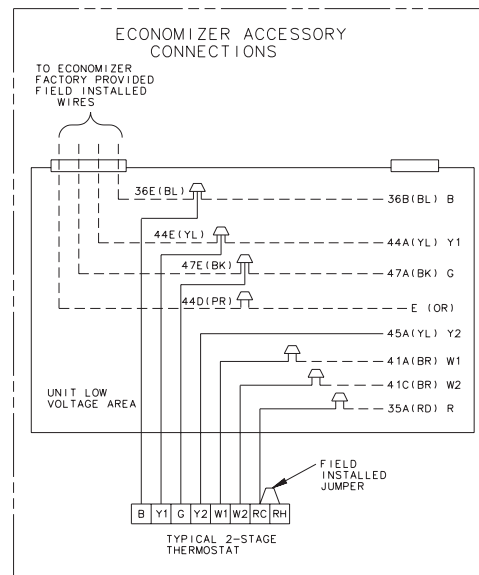 ECONOMIZER ACCESSORY
CONNECTIONS
TO ECONOMIZER
FACTORY PROVIDED
FIELD INSTALLED
WIRES
36E(BL)
36B(BL) B
44E(YL)
44A(YL) Y1
47E(BK)
47A(BK) G
44D(PR)
E (OR)
45A(YL) Y2
41A(BR) W1
41C(BR) W2
35A(RD) R
UNIT LOW
VOLTAGE AREA
FIELD
INSTALLED
JUMPER
B Y1 G Y2 W1 W2 RC RH
TYPICAL 2-STAGE
THERMOSTAT